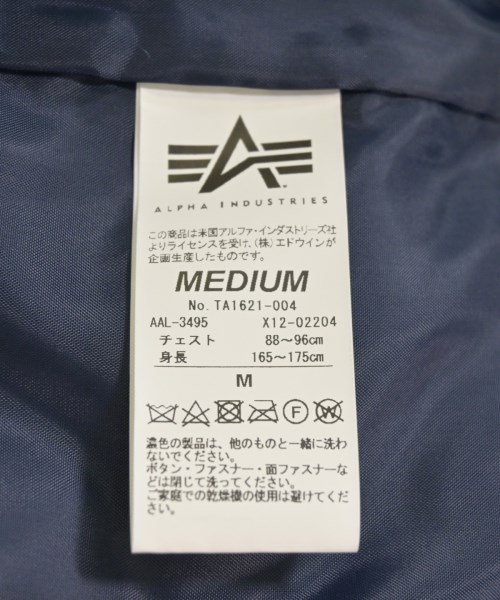 ALPHA INDUSTRIES
この商品は米国アルファ・インダストリーズ社
よりライセンスを受け、(株)エドウインが
企画生産したものです。
MEDIUM
No. TA1621-004
AAL-3495 X12-02204
チェスト 88〜96cm
身長 165〜175cm
M
F W
濃色の製品は、他のものと一緒に洗わ
ないでください。
ボタン・ファスナー・面ファスナーな
どは閉じて洗ってください。
ご家庭での乾燥機の使用は避けてくだ
さい。